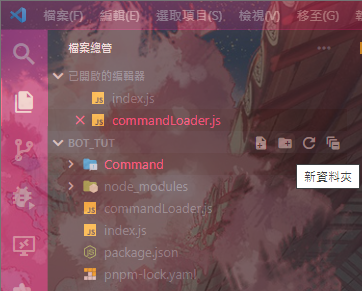 檔案(F) 編輯(E) 選取項目(S) 檢視(V) 移至(G)
檔案總管
已開啟的編輯器
JS index.js
JS commandLoader.js
BOT_TUT
Command
新資料夾
node_modules
JS commandLoader.js
JS index.js
package.json
pnpm-lock.yaml